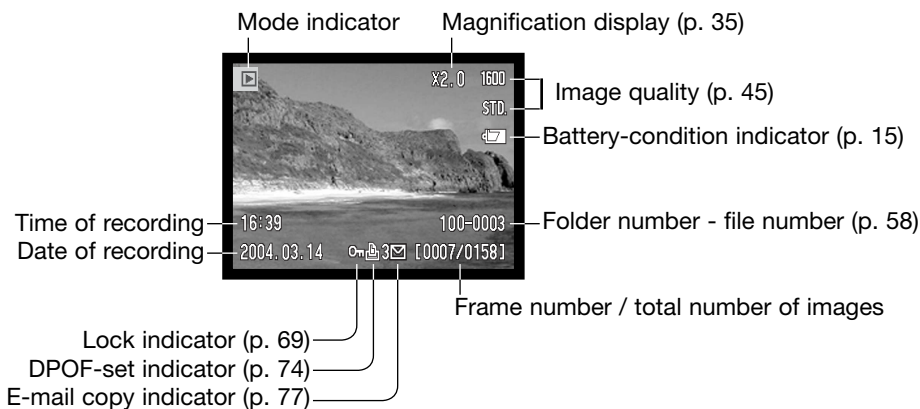 Mode indicator
Magnification display (p. 35)
X2.0 1600
STD.
Image quality (p. 45)
Battery-condition indicator (p. 15)
Time of recording
16:39
100-0003
Folder number - file number (p. 58)
Date of recording
2004.03.14
3
[0007/0158]
Frame number / total number of images
Lock indicator (p. 69)
DPOF-set indicator (p. 74)
E-mail copy indicator (p. 77)